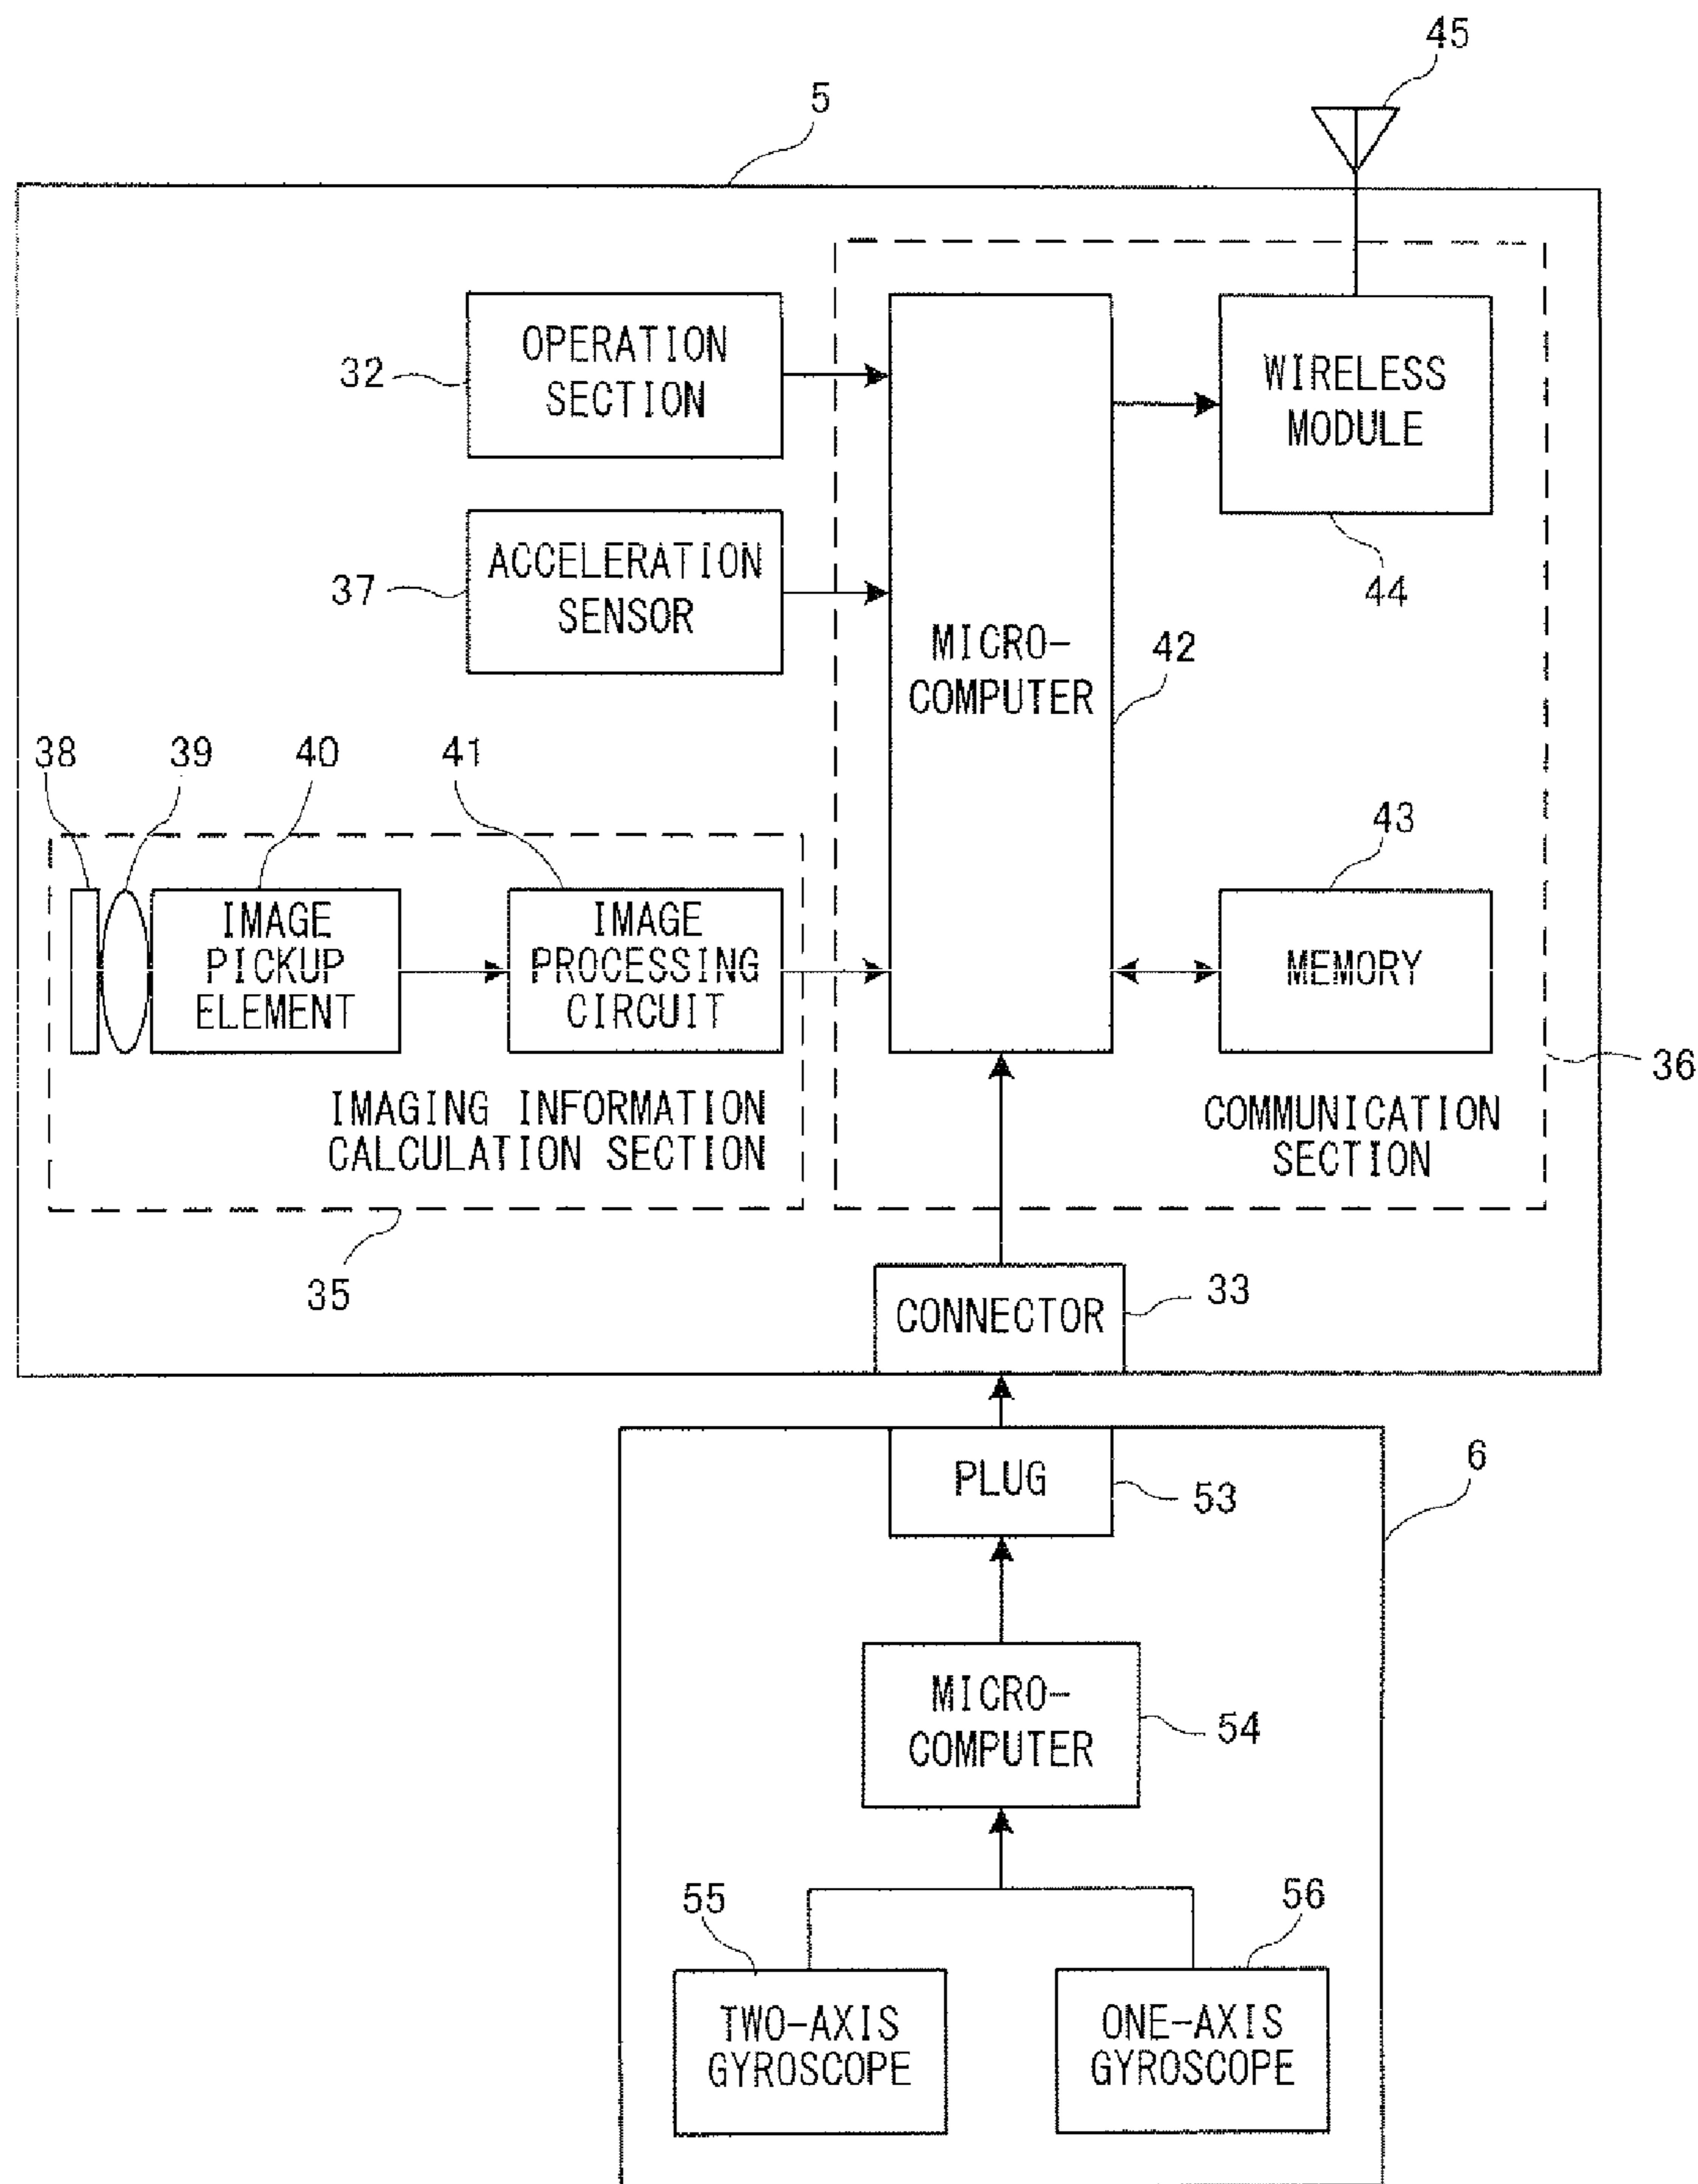 45
5
OPERATION
SECTION
32
WIRELESS
MODULE
44
ACCELERATION
SENSOR
37
MICRO-
COMPUTER
42
38
39
40
41
43
IMAGE
PICKUP
ELEMENT
IMAGE
PROCESSING
CIRCUIT
MEMORY
36
IMAGING INFORMATION
CALCULATION SECTION
COMMUNICATION
SECTION
35
CONNECTOR
33
PLUG
53
6
MICRO-
COMPUTER
54
55
56
TWO-AXIS
GYROSCOPE
ONE-AXIS
GYROSCOPE